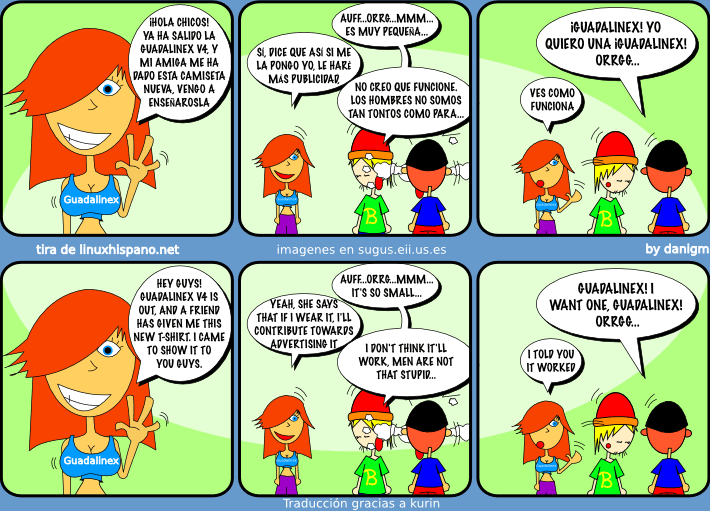 ¡HOLA CHICOS!
YA HA SALIDO LA
GUADALINEX V4, Y
MI AMIGA ME HA
DADO ESTA CAMISETA
NUEVA, VENGO A
ENSEÑAROSLA
Guadalinex
AUFF..ORRG...MMM...
ES MUY PEQUEÑA...
SI, DICE QUE ASÍ SI ME
LA PONGO YO, LE HARÉ
MÁS PUBLICIDAD,
NO CREO QUE FUNCIONE.
LOS HOMBRES NO SOMOS
TAN TONTOS COMO PARA...
B
¡GUADALINEX! YO
QUIERO UNA ¡GUADALINEX!
ORRGG...
VES COMO
FUNCIONA
B
tira de linuxhispano.net
imagenes en sugus.eii.us.es
by danigm
HEY GUYS!
GUADALINEX V4 IS
OUT, AND A FRIEND
HAS GIVEN ME THIS
NEW T-SHIRT. I CAME
TO SHOW IT TO
YOU GUYS.
Guadalinex
AUFF..ORRG...MMM...
IT'S SO SMALL...
YEAH, SHE SAYS
THAT IF I WEAR IT, I'LL
CONTRIBUTE TOWARDS
ADVERTISING IT
I DON'T THINK IT'LL
WORK, MEN ARE NOT
THAT STUPID...
B
GUADALINEX! I
WANT ONE, GUADALINEX!
ORRGG...
I TOLD YOU
IT WORKED
B
Traducción gracias a kurin